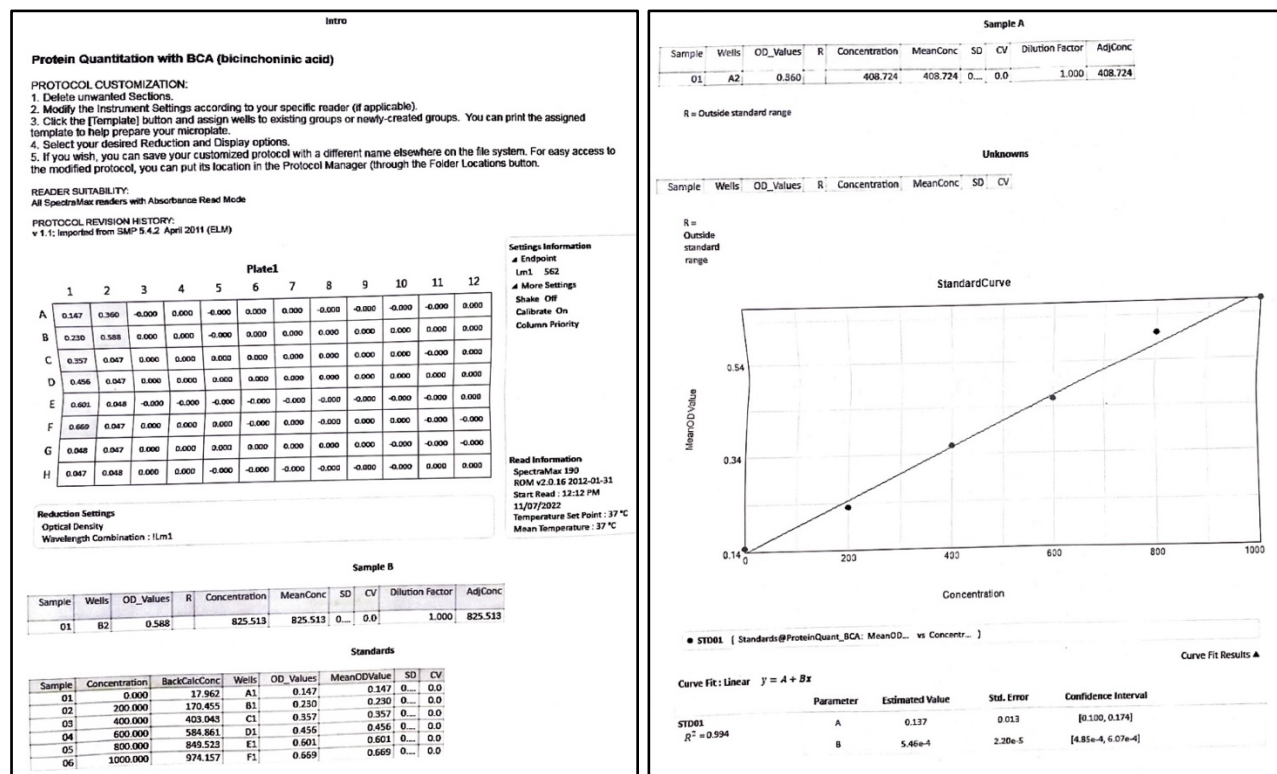 Intro
Protein Quantitation with BCA (bicinchoninic acid)
PROTOCOL CUSTOMIZATION:
1. Delete unwanted Sections.
2. Modify the Instrument Settings according to your specific reader (if applicable).
3. Click the [Template] button and assign wells to existing groups or newly-created groups. You can print the assigned
template to help prepare your microplate.
4. Select your desired Reduction and Display options.
5. If you wish, you can save your customized protocol with a different name elsewhere on the file system. For easy access to
the modified protocol, you can put its location in the Protocol Manager (through the Folder Locations button.
READER SUITABILITY:
All SpectraMax readers with Absorbance Read Mode
PROTOCOL REVISION HISTORY:
v 1.1; Imported from SMP 5.4.2 April 2011 (ELM)
Plate1
1 2 3 4 5 6 7 8 9 10 11 12
A 0.147 0.360 -0.000 0.000 -0.000 0.000 0.000 -0.000 -0.000 -0.000 -0.000 0.000
B 0.230 0.588 0.000 0.000 -0.000 0.000 0.000 0.000 0.000 0.000 0.000 0.000
C 0.357 0.047 0.000 0.000 0.000 0.000 0.000 0.000 0.000 0.000 -0.000 0.000
D 0.456 0.047 0.000 0.000 0.000 0.000 0.000 0.000 0.000 0.000 0.000 0.000
E 0.601 0.048 -0.000 -0.000 -0.000 -0.000 -0.000 -0.000 -0.000 -0.000 -0.000 0.000
F 0.669 0.047 0.000 0.000 0.000 -0.000 0.000 -0.000 0.000 0.000 -0.000 -0.000
G 0.048 0.047 0.000 0.000 0.000 0.000 0.000 0.000 0.000 -0.000 -0.000 -0.000
H 0.047 0.048 0.000 0.000 -0.000 -0.000 -0.000 -0.000 -0.000 -0.000 0.000 0.000
Settings Information
◢ Endpoint
Lm1 562
◢ More Settings
Shake Off
Calibrate On
Column Priority
Read Information
SpectraMax 190
ROM v2.0.16 2012-01-31
Start Read : 12:12 PM
11/07/2022
Temperature Set Point : 37 °C
Mean Temperature : 37 °C
Reduction Settings
Optical Density
Wavelength Combination : !Lm1
Sample B
Sample Wells OD_Values R Concentration MeanConc SD CV Dilution Factor AdjConc
01 B2 0.588 825.513 825.513 0.... 0.0 1.000 825.513
Standards
Sample Concentration BackCalcConc Wells OD_Values MeanODValue SD CV
01 0.000 17.962 A1 0.147 0.147 0.... 0.0
02 200.000 170.455 B1 0.230 0.230 0.... 0.0
03 400.000 403.043 C1 0.357 0.357 0.... 0.0
04 600.000 584.861 D1 0.456 0.456 0.... 0.0
05 800.000 849.523 E1 0.601 0.601 0.... 0.0
06 1000.000 974.157 F1 0.669 0.669 0.... 0.0
Sample A
Sample Wells OD_Values R Concentration MeanConc SD CV Dilution Factor AdjConc
01 A2 0.360 408.724 408.724 0.... 0.0 1.000 408.724
R = Outside standard range
Unknowns
Sample Wells OD_Values R Concentration MeanConc SD CV
R =
Outside
standard
range
StandardCurve
MeanODValue
0.54
0.34
0.14
0 200 400 600 800 1000
Concentration
● STD01 [ Standards@ProteinQuant_BCA: MeanOD... vs Concentr... ]
Curve Fit Results ▲
Curve Fit : Linear y = A + Bx
Parameter Estimated Value Std. Error Confidence Interval
STD01 A 0.137 0.013 [0.100, 0.174]
R² = 0.994 B 5.46e-4 2.20e-5 [4.85e-4, 6.07e-4]